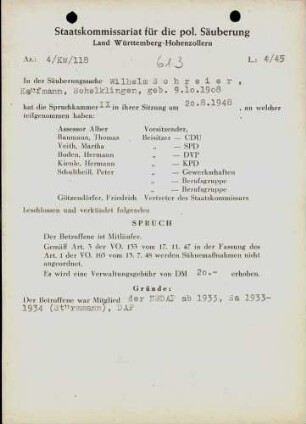 Staatskommissariat für die pol. Säuberung
Land Württemberg-Hohenzollern
Az.: 4/KW/118
613
L.: 4/45
In der Säuberungssache Wilhelm Schreier,
Kaufmann, Schelklingen, geb. 9.10.1908
hat die Spruchkammer IX in ihrer Sitzung am 20.8.1948, an welcher
teilgenommen haben:
Assessor Alber Vorsitzender,
Baumann, Thomas Beisitzer — CDU
Veith, Martha „ — SPD
Boden, Hermann „ — DVP
Kienle, Hermann „ — KPD
Schultheiß, Peter „ — Gewerkschaften
„ — Berufsgruppe
„ — Berufsgruppe
Götzendörfer, Friedrich Vertreter des Staatskommissars
beschlossen und verkündet folgenden
SPRUCH
Der Betroffene ist Mitläufer.
Gemäß Art. 3 der VO. 133 vom 17. 11. 47 in der Fassung des
Art. 1 der VO. 165 vom 13. 7. 48 werden Sühnemaßnahmen nicht
angeordnet.
Es wird eine Verwaltungsgebühr von DM 20.- erhoben.
Gründe:
Der Betroffene war Mitglied der NSDAP ab 1933, Sa 1933-
1934 (Sturmmann), DAF